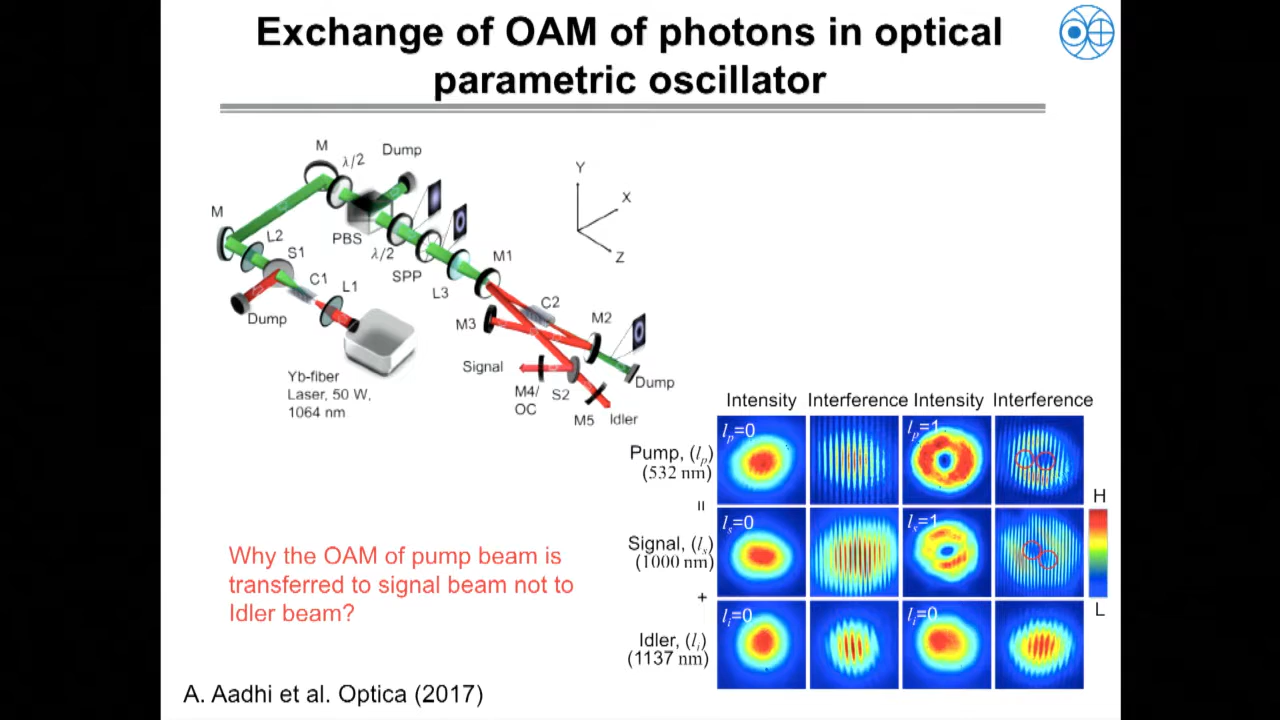 Exchange of OAM of photons in optical
parametric oscillator
M
λ/2
Dump
M
L2
S1
PBS
λ/2
SPP
L3
M1
C1
L1
Dump
M3
C2
M2
Signal
M4/
OC
S2
M5
Idler
Dump
Yb-fiber
Laser, 50 W,
1064 nm
Y
X
Z
Intensity Interference Intensity Interference
Pump, (lp)
(532 nm)
lp=0
lp=1
=
Signal, (ls)
(1000 nm)
ls=0
ls=1
+
Idler, (li)
(1137 nm)
li=0
li=0
H
L
Why the OAM of pump beam is
transferred to signal beam not to
Idler beam?
A. Aadhi et al. Optica (2017)